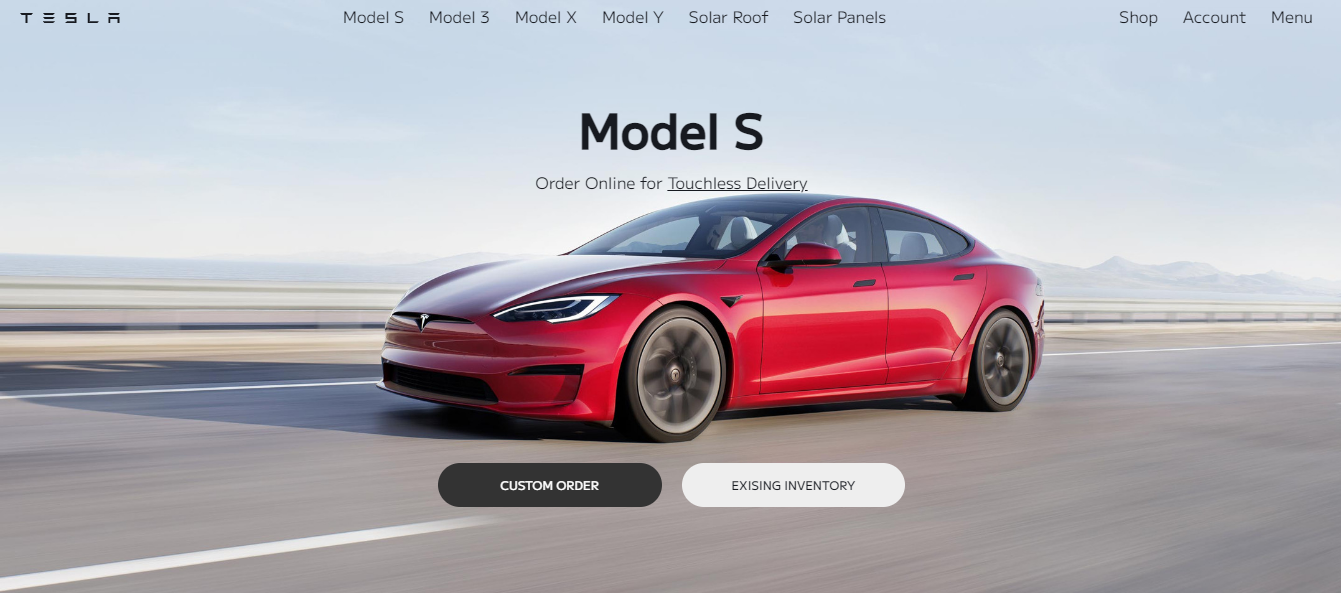 TESLA Model S Model 3 Model X Model Y Solar Roof Solar Panels Shop Account Menu
Model S
Order Online for Touchless Delivery
CUSTOM ORDER EXISING INVENTORY